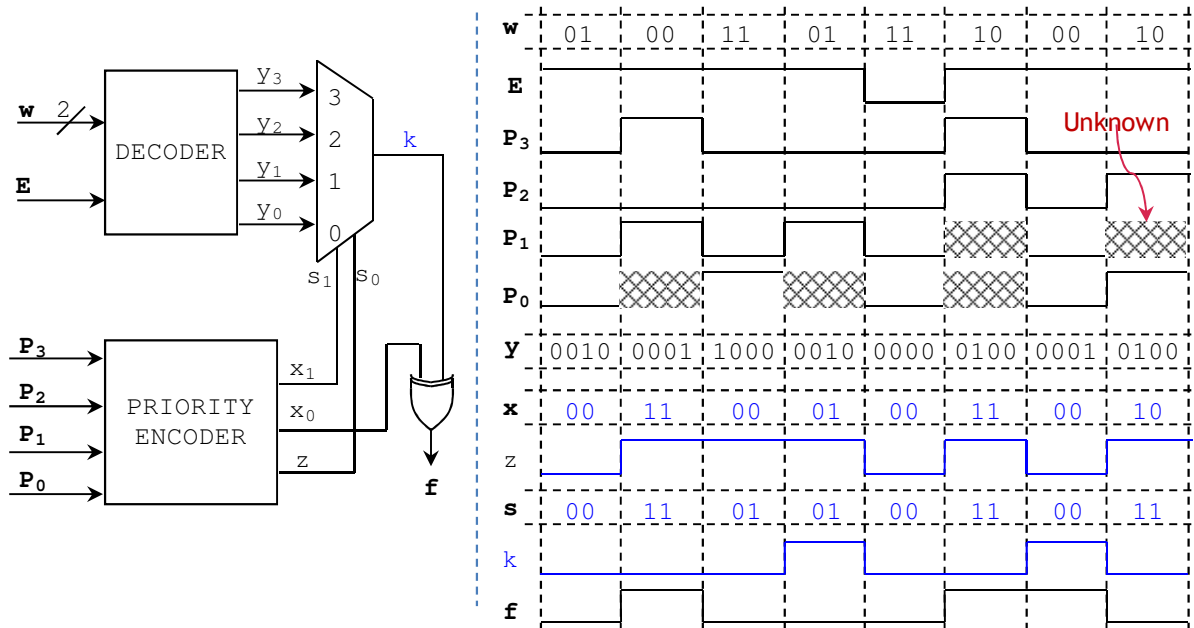 w 2
E
DECODER
y3
y2
y1
y0
3
2
1
0
k
s1 s0
P3
P2
P1
P0
PRIORITY
ENCODER
x1
x0
z
f
w 01 00 11 01 11 10 00 10
E
P3
Unknown
P2
P1
P0
y 0010 0001 1000 0010 0000 0100 0001 0100
x 00 11 00 01 00 11 00 10
z
s 00 11 01 01 00 11 00 11
k
f